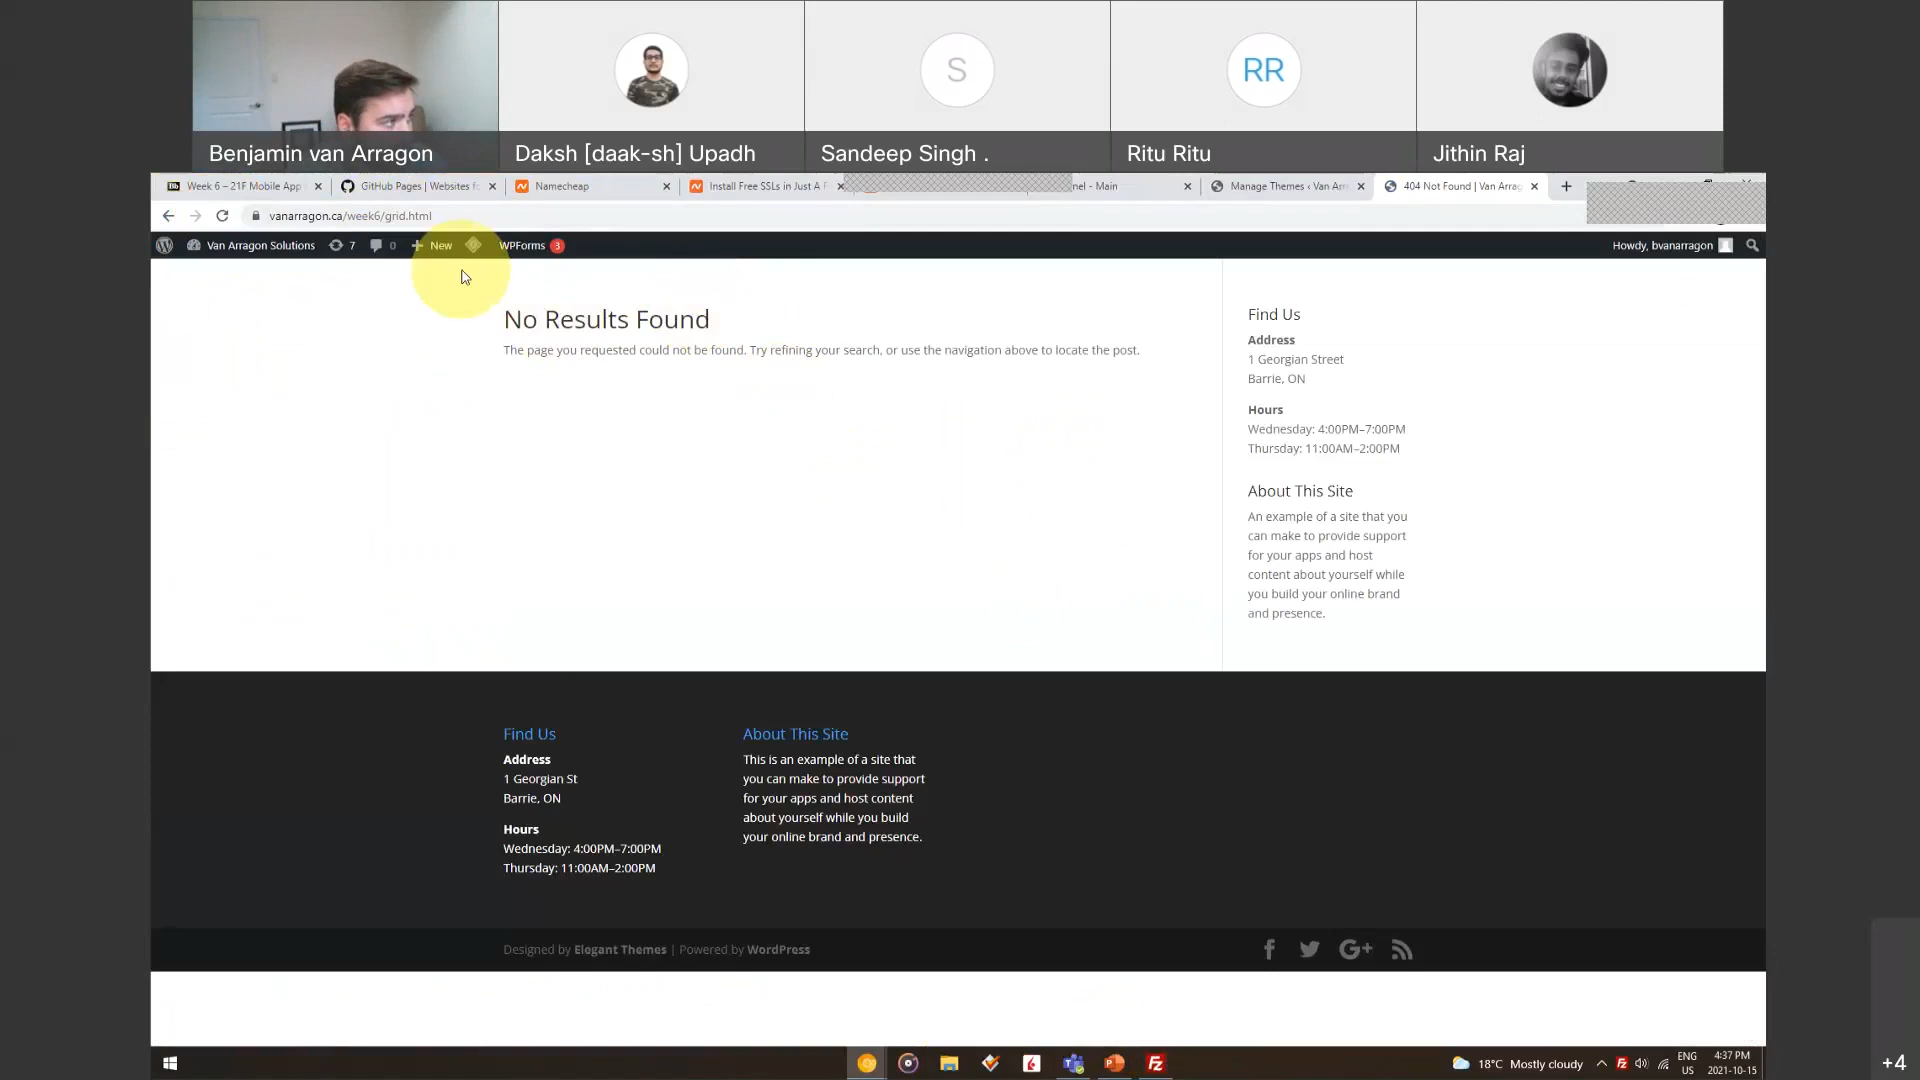 Benjamin van Arragon
Daksh [daak-sh] Upadh
S
Sandeep Singh .
RR
Ritu Ritu
Jithin Raj
Week 6 – 21F Mobile App
GitHub Pages | Websites fo
Namecheap
Install Free SSLs in Just A F
nel - Main
Manage Themes ‹ Van Arr
404 Not Found | Van Arrag
vanarragon.ca/week6/grid.html
Van Arragon Solutions
7
0
New
WPForms 3
Howdy, bvanarragon
No Results Found
The page you requested could not be found. Try refining your search, or use the navigation above to locate the post.
Find Us
Address
1 Georgian Street
Barrie, ON
Hours
Wednesday: 4:00PM–7:00PM
Thursday: 11:00AM–2:00PM
About This Site
An example of a site that you
can make to provide support
for your apps and host
content about yourself while
you build your online brand
and presence.
Find Us
Address
1 Georgian St
Barrie, ON
Hours
Wednesday: 4:00PM–7:00PM
Thursday: 11:00AM–2:00PM
About This Site
This is an example of a site that
you can make to provide support
for your apps and host content
about yourself while you build
your online brand and presence.
Designed by Elegant Themes | Powered by WordPress
18°C Mostly cloudy
ENG
US
4:37 PM
2021-10-15
+4